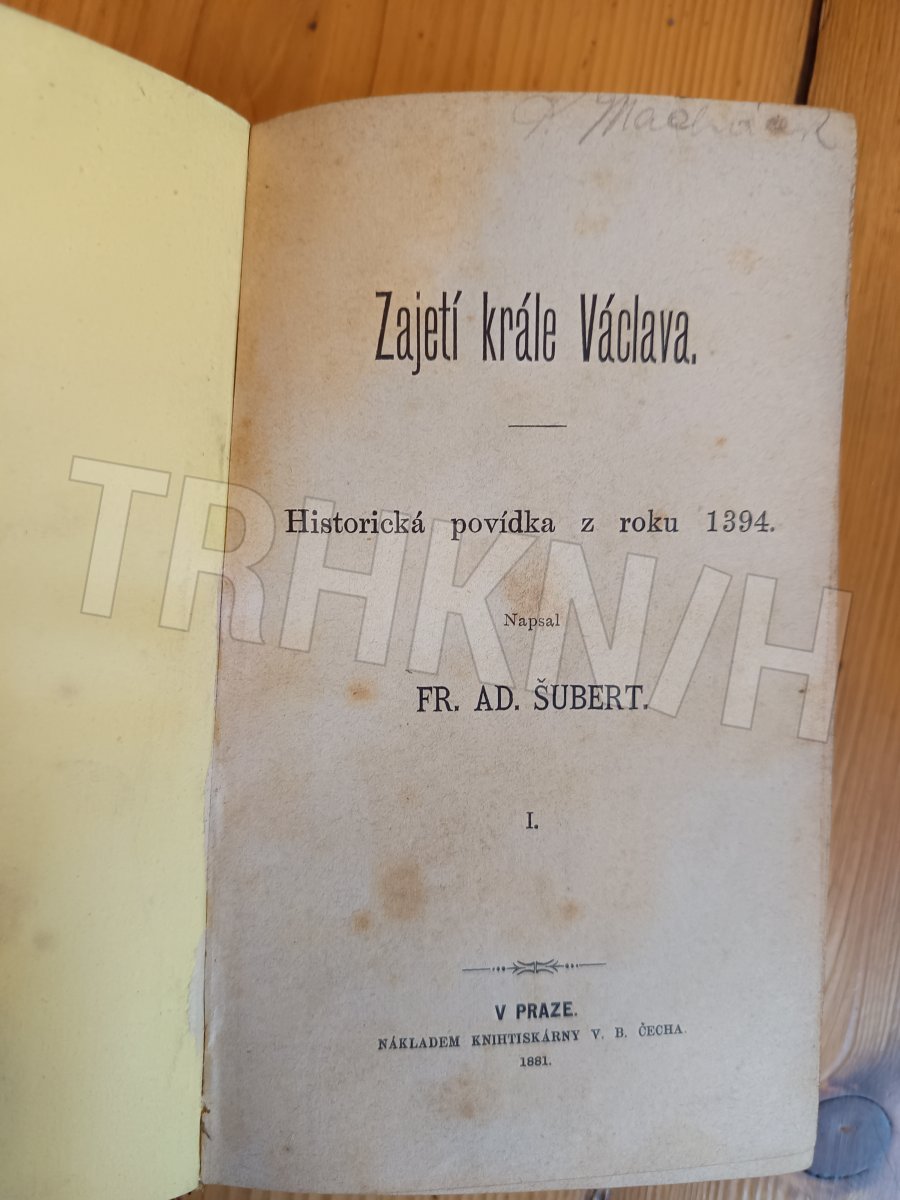 Zajetí krále Václava.
Historická povídka z roku 1394.
Napsal
FR. AD. ŠUBERT.
I.
V PRAZE.
NÁKLADEM KNIHTISKÁRNY V. B. ČECHA.
1881.
TRHKNIH